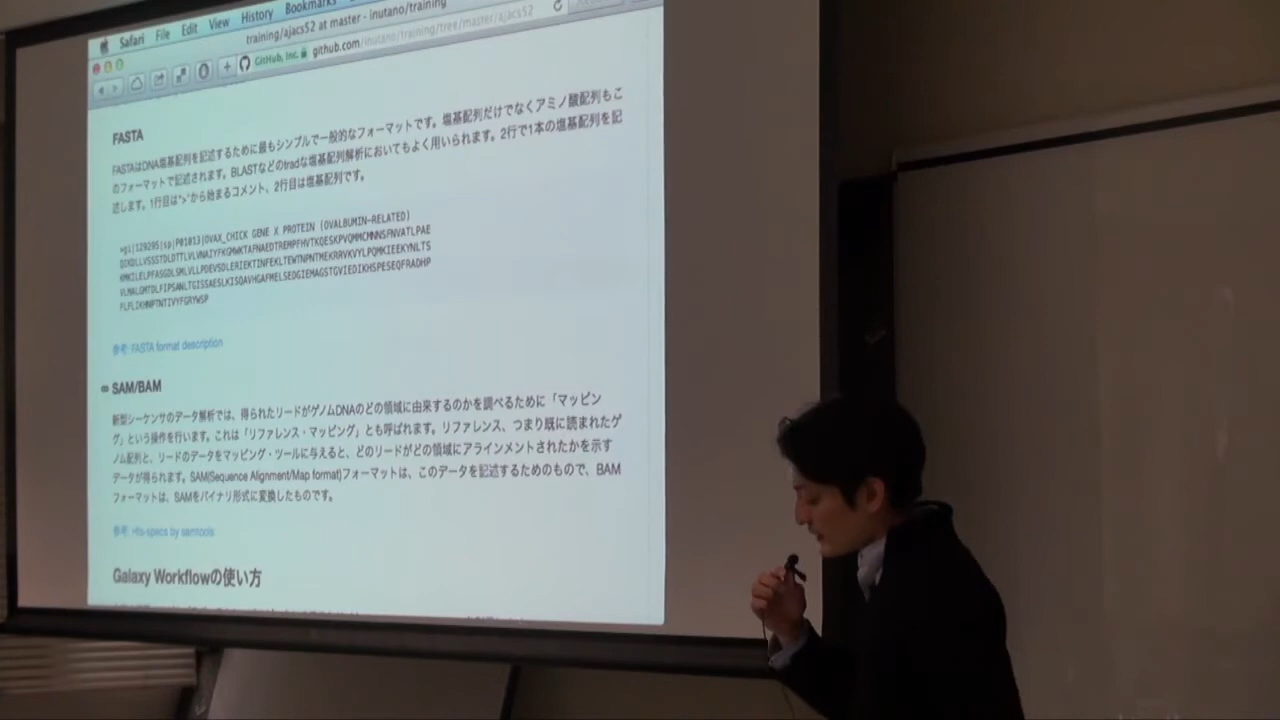 Safari File Edit View History Bookmarks
training/ajacs52 at master · inutano/training
GitHub, Inc. github.com/inutano/training/tree/master/ajacs52
FASTA
FASTAはDNA塩基配列を記述するために最もシンプルで一般的なフォーマットです。塩基配列だけでなくアミノ酸配列もこ
のフォーマットで記述されます。BLASTなどのtradな塩基配列解析においてもよく用いられます。2行で1本の塩基配列を記
述します。1行目は">"から始まるコメント、2行目は塩基配列です。
>gi|129295|sp|P01013|OVAX_CHICK GENE X PROTEIN (OVALBUMIN-RELATED)
QIKDLLVSSSTDLDTTLVLVNAIYFKGMWKTAFNAEDTREMPFHVTKQESKPVQMMCMNNSFNVATLPAE
KMKILELPFASGDLSMLVLLPDEVSDLERIEKTINFEKLTEWTNPNTMEKRRVKVYLPQMKIEEKYNLTS
VLMALGMTDLFIPSANLTGISSAESLKISQAVHGAFMELSEDGIEMAGSTGVIEDIKHSPESEQFRADHP
FLFLIKHNPTNTIVYFGRYWSP
参考: FASTA format description
SAM/BAM
新型シーケンサのデータ解析では、得られたリードがゲノムDNAのどの領域に由来するのかを調べるために「マッピン
グ」という操作を行います。これは「リファレンス・マッピング」とも呼ばれます。リファレンス、つまり既に読まれたゲ
ノム配列と、リードのデータをマッピング・ツールに与えると、どのリードがどの領域にアラインメントされたかを示す
データが得られます。SAM(Sequence Alignment/Map format)フォーマットは、このデータを記述するためのもので、BAM
フォーマットは、SAMをバイナリ形式に変換したものです。
参考: Hts-specs by samtools
Galaxy Workflowの使い方